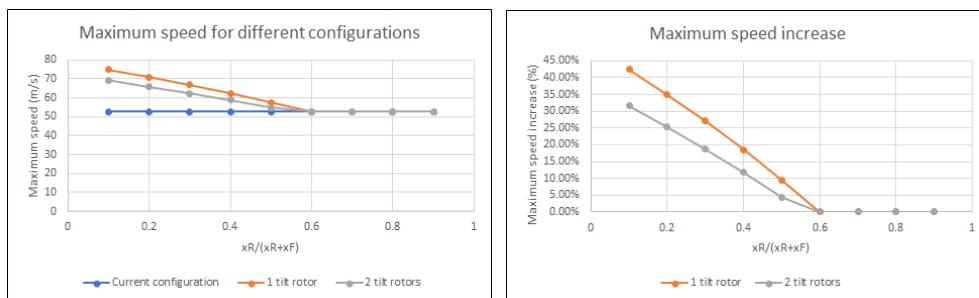 Maximum speed for different configurations
Maximum speed (m/s)
80
70
60
50
40
30
20
10
0
0 0.2 0.4 0.6 0.8 1
xR/(xR+xF)
Current configuration 1 tilt rotor 2 tilt rotors
Maximum speed increase
Maximum speed increase (%)
45.00%
40.00%
35.00%
30.00%
25.00%
20.00%
15.00%
10.00%
5.00%
0.00%
0 0.2 0.4 0.6 0.8 1
xR/(xR+xF)
1 tilt rotor 2 tilt rotors